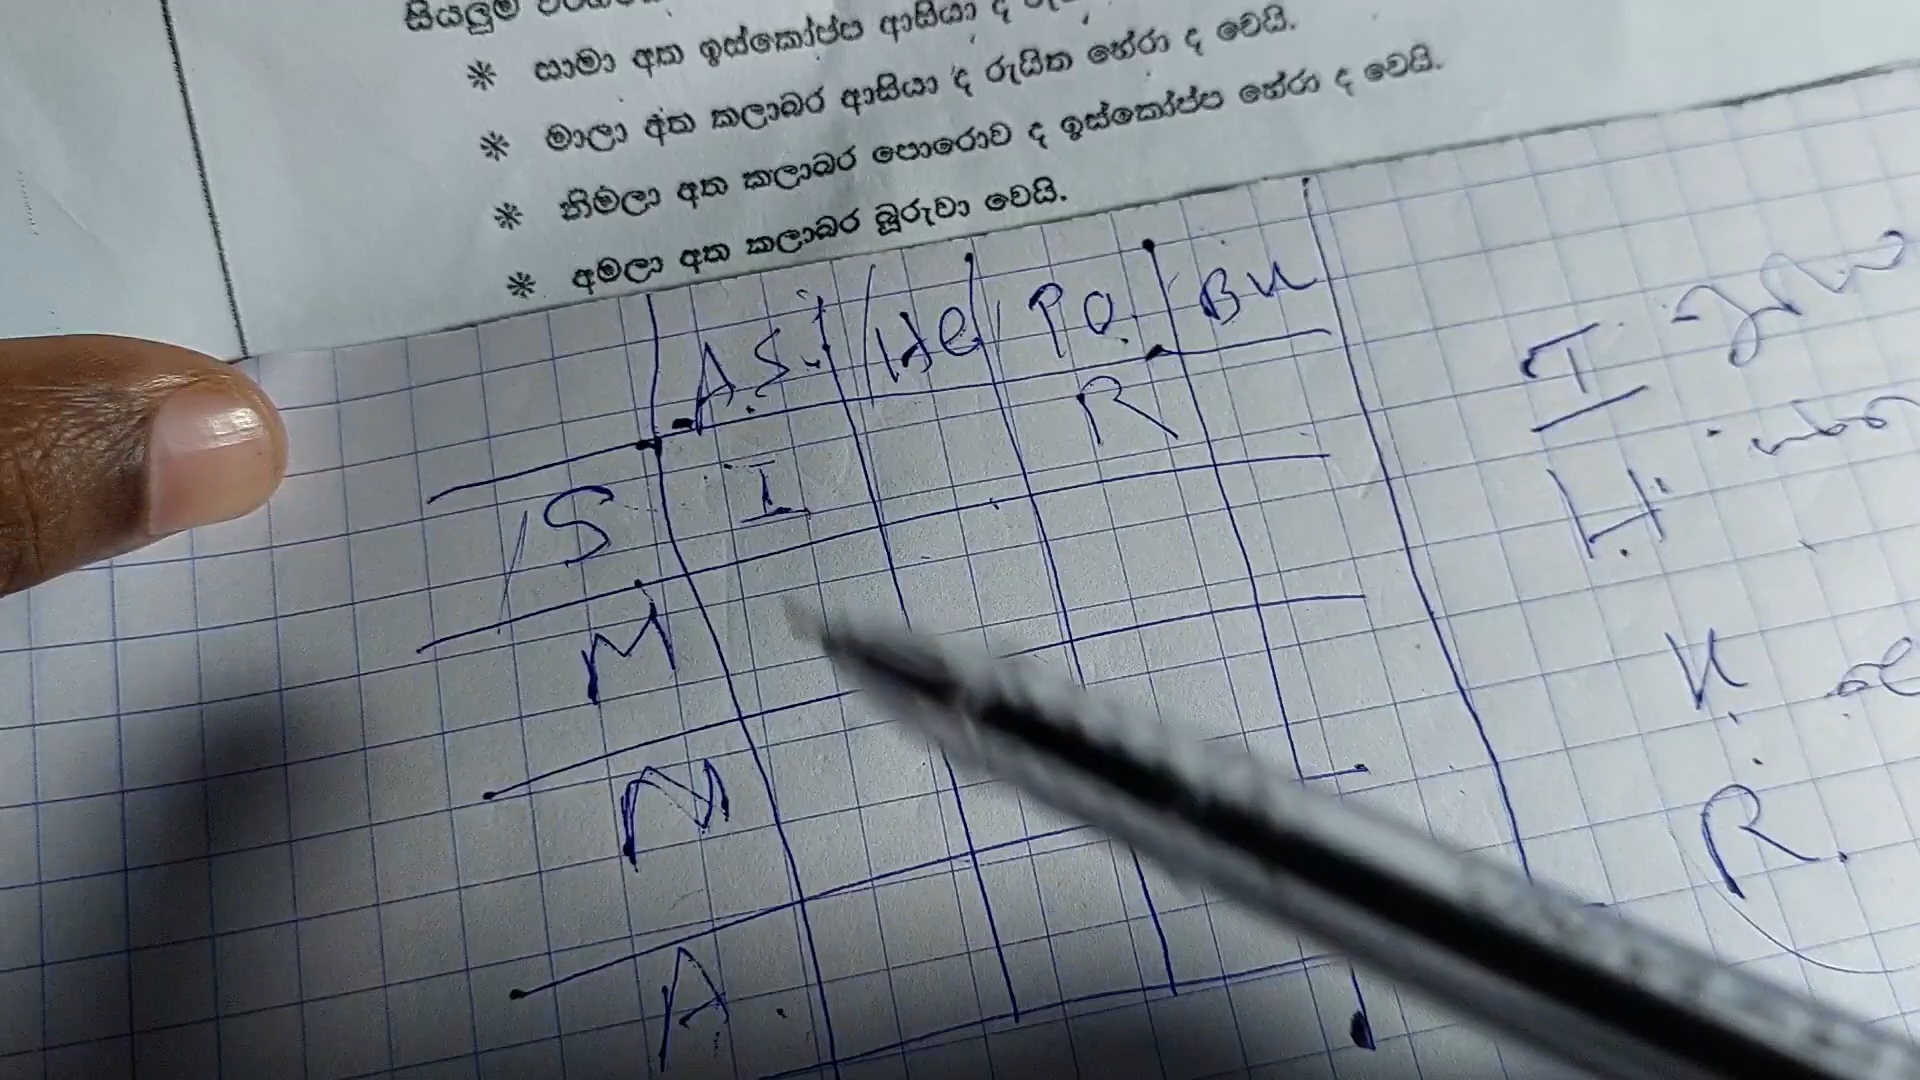 සියලුම
* සාමා අත ඉස්කෝප්ප ආසියා ද
* මාලා අත කලාබර ආසියා ද රුයිත හේරා ද වෙයි.
* නිමලා අත කලාබර පොරොව ද ඉස්කෝප්ප හේරා ද වෙයි.
* අමලා අත කලාබර බූරුවා වෙයි.
A.S. He PO. Bu
S I R
M
N
A.
I
H.
K
R.